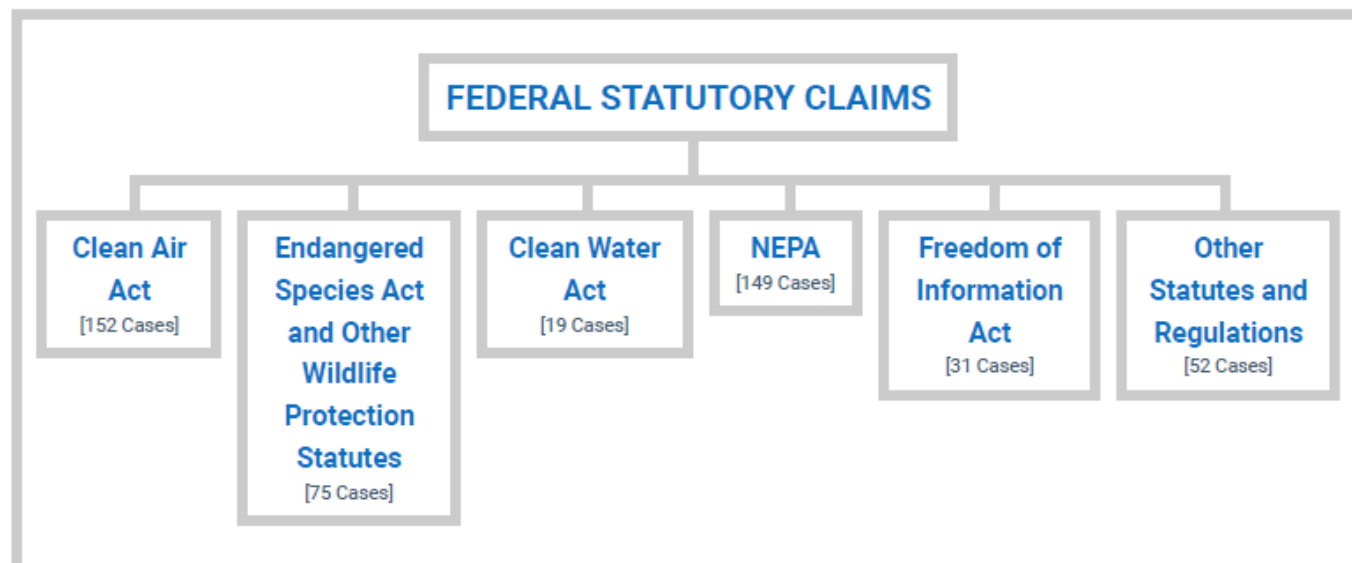 FEDERAL STATUTORY CLAIMS
Clean Air
Act
[152 Cases]
Endangered
Species Act
and Other
Wildlife
Protection
Statutes
[75 Cases]
Clean Water
Act
[19 Cases]
NEPA
[149 Cases]
Freedom of
Information
Act
[31 Cases]
Other
Statutes and
Regulations
[52 Cases]